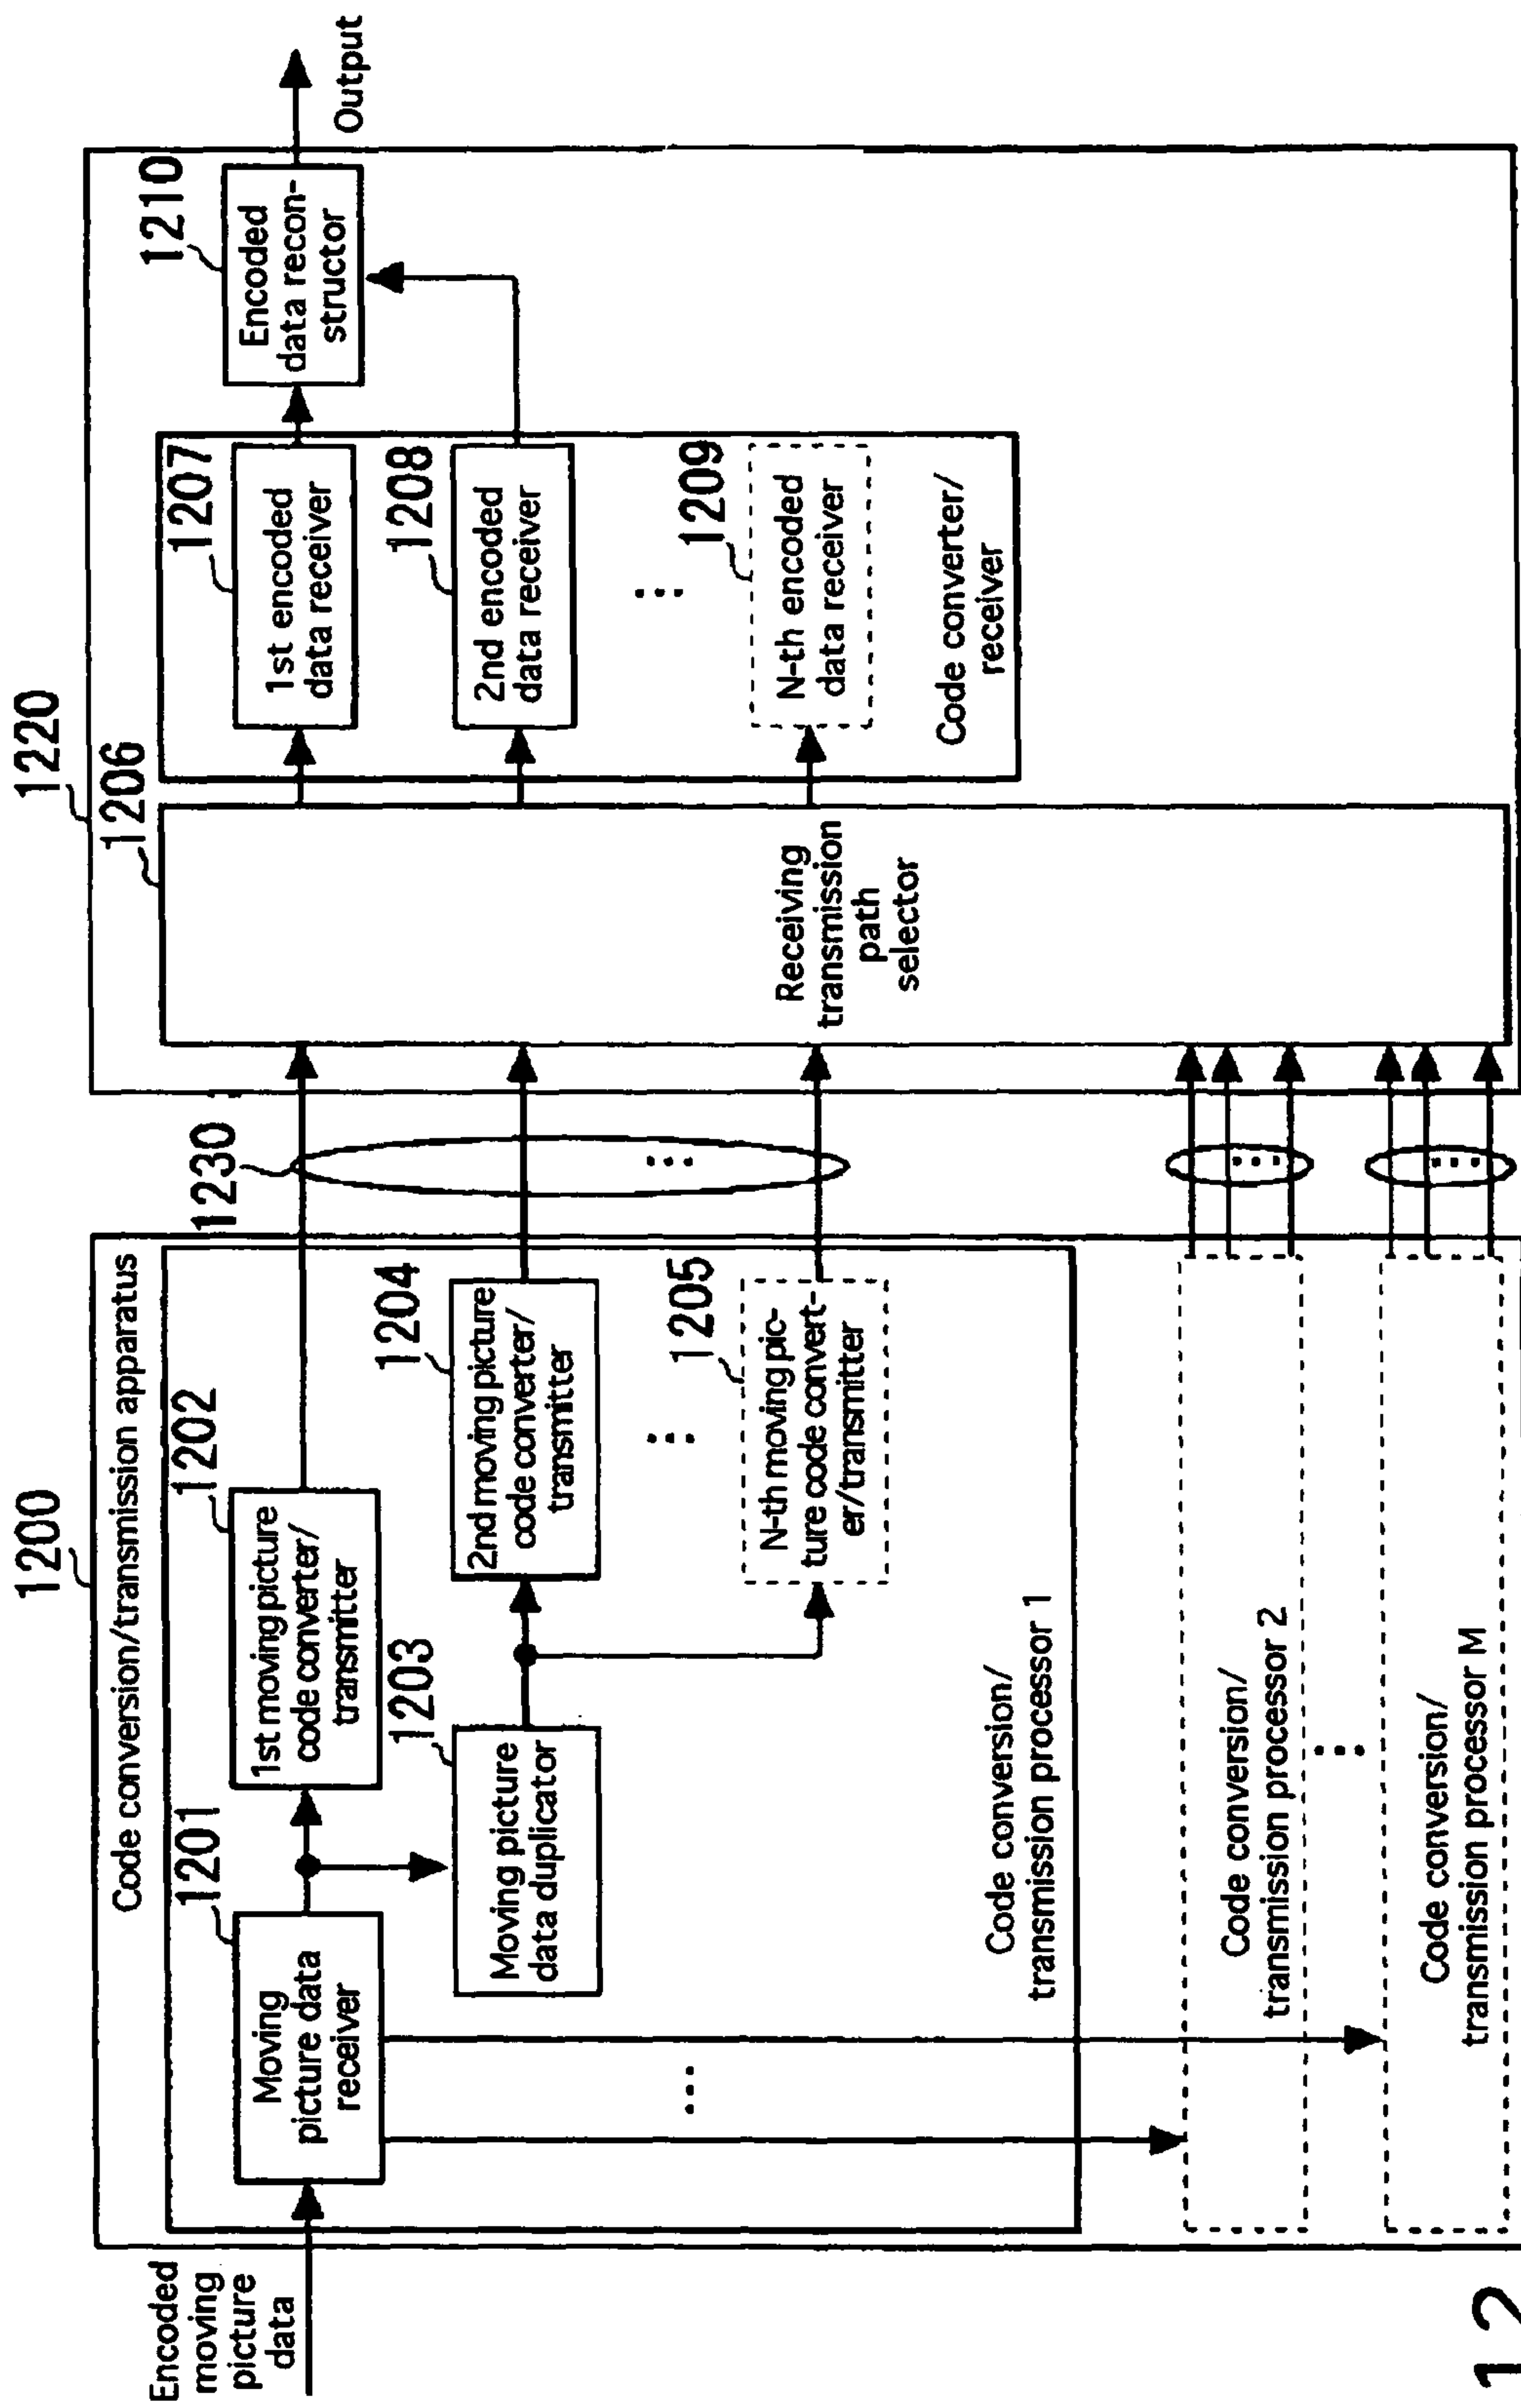 1200
Code conversion/transmission apparatus
Encoded
moving
picture
data
1201
Moving
picture data
receiver
1202
1st moving picture
code converter/
transmitter
1203
Moving picture
data duplicator
1204
2nd moving picture
code converter/
transmitter
...
1205
N-th moving pic-
ture code convert-
er/transmitter
...
Code conversion/
transmission processor 1
Code conversion/
transmission processor 2
...
Code conversion/
transmission processor M
1230
...
...
...
1220
1206
Receiving
transmission
path
selector
1207
1st encoded
data receiver
1208
2nd encoded
data receiver
...
1209
N-th encoded
data receiver
Code converter/
receiver
1210
Encoded
data recon-
structor
Output
12